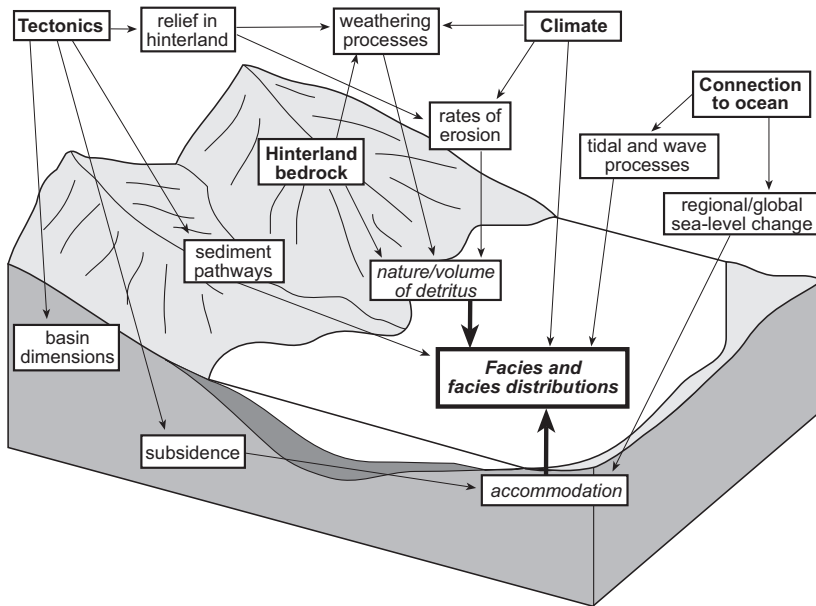 Tectonics
relief in
hinterland
weathering
processes
Climate
Connection
to ocean
rates of
erosion
tidal and wave
processes
Hinterland
bedrock
regional/global
sea-level change
sediment
pathways
nature/volume
of detritus
basin
dimensions
Facies and
facies distributions
subsidence
accommodation